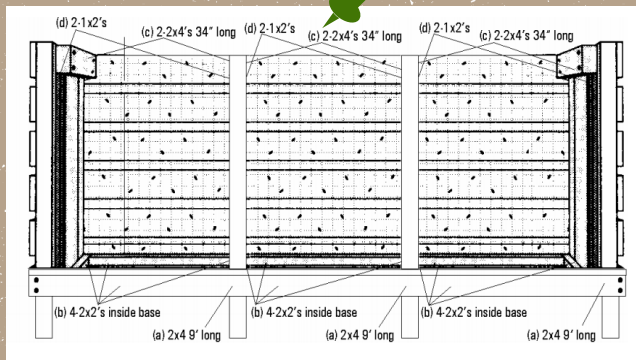 (d) 2-1x2's
(c) 2-2x4's 34" long
(d) 2-1x2's
(c) 2-2x4's 34" long
(d) 2-1x2's
(c) 2-2x4's 34" long
(b) 4-2x2's inside base
(a) 2x4 9' long
(b) 4-2x2's inside base
(a) 2x4 9' long
(b) 4-2x2's inside base
(a) 2x4 9' long